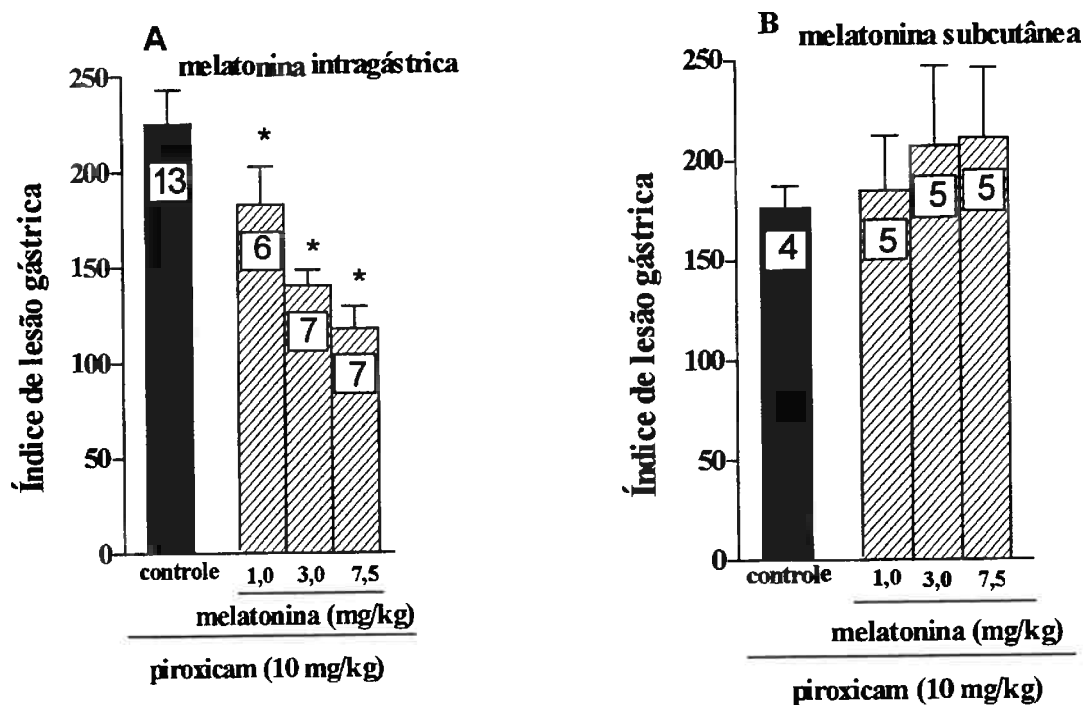 A
melatonina intragástrica
Índice de lesão gástrica
250
200
150
100
50
0
13
*
6
*
7
*
7
controle
1,0 3,0 7,5
melatonina (mg/kg)
piroxicam (10 mg/kg)
B
melatonina subcutânea
Índice de lesão gástrica
250
200
150
100
50
0
4
5
5
5
controle
1,0 3,0 7,5
melatonina (mg/kg)
piroxicam (10 mg/kg)